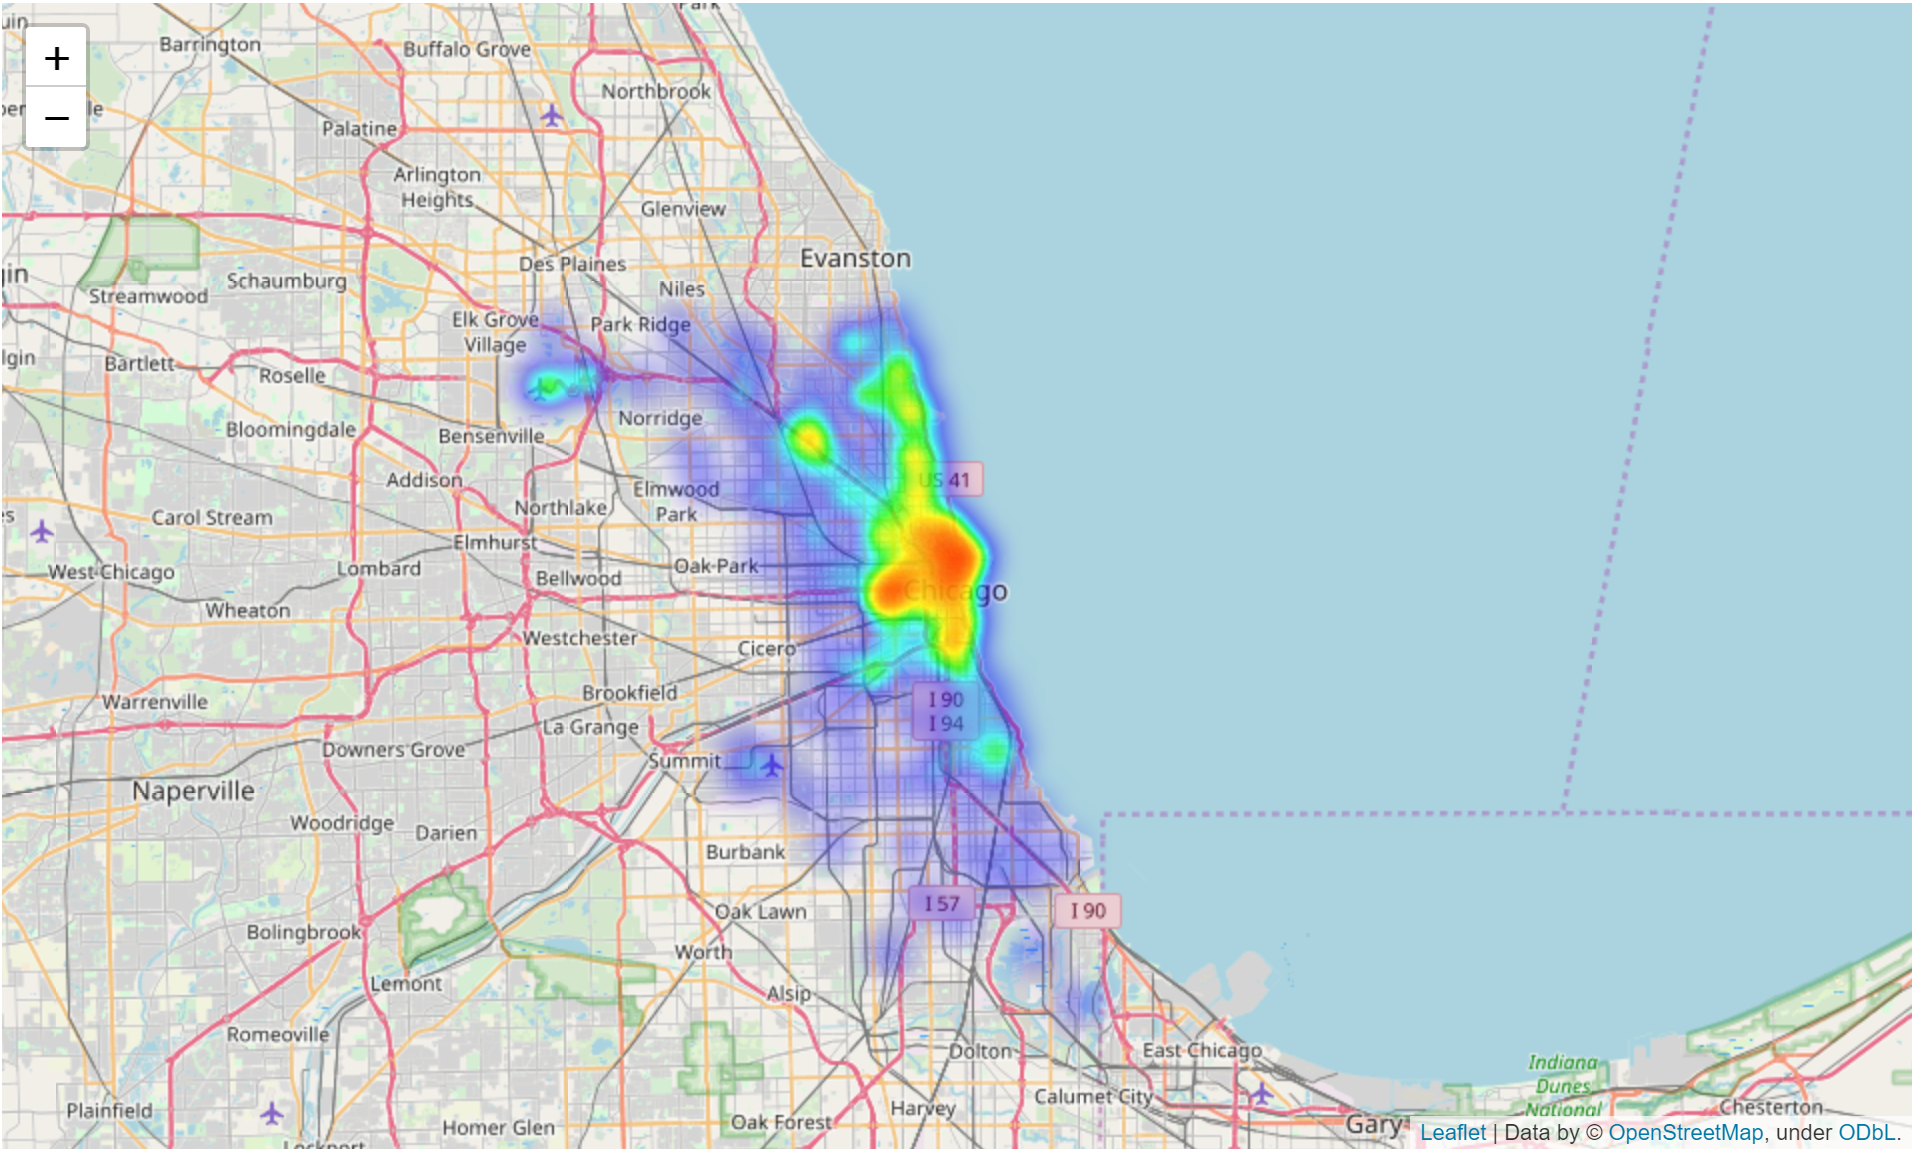 +
−
Barrington
Buffalo Grove
Park
Northbrook
Palatine
Arlington
Heights
Glenview
Evanston
Des Plaines
Schaumburg
Streamwood
Niles
Elk Grove
Village
Park Ridge
Bartlett
Roselle
Norridge
Bloomingdale
Bensenville
Addison
US 41
Elmwood
Park
Northlake
Carol Stream
Elmhurst
West Chicago
Lombard
Bellwood
Oak Park
Chicago
Wheaton
Westchester
Cicero
Warrenville
Brookfield
I 90
I 94
La Grange
Downers Grove
Summit
Naperville
Woodridge
Darien
Burbank
I 57
I 90
Oak Lawn
Bolingbrook
Worth
Lemont
Alsip
Romeoville
Dolton
East Chicago
Indiana
Dunes
National
Calumet City
Plainfield
Harvey
Chesterton
Oak Forest
Homer Glen
Gary
Lockport
Leaflet | Data by © OpenStreetMap, under ODbL.